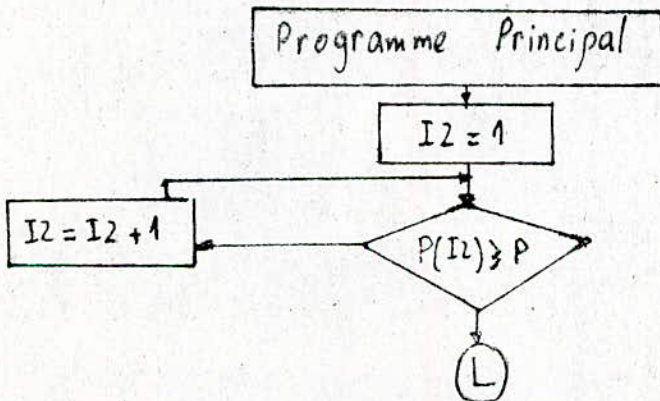 Programme Principal
I2 = 1
I2 = I2 + 1
P(I2) ⩾ P
L